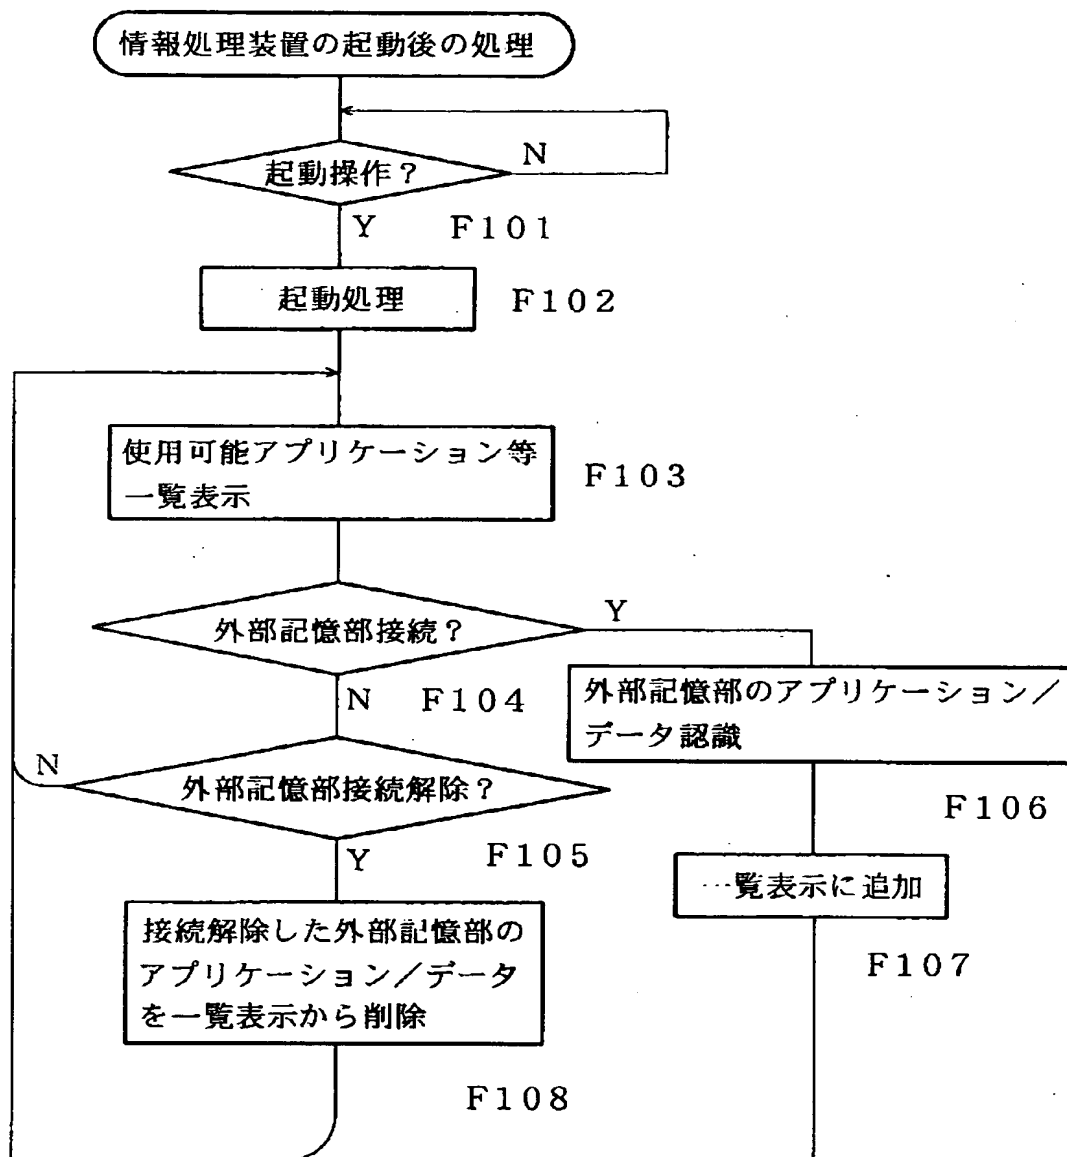 情報処理装置の起動後の処理
起動操作？
N
Y
F101
起動処理
F102
使用可能アプリケーション等
一覧表示
F103
外部記憶部接続？
Y
N
F104
外部記憶部のアプリケーション／
データ認識
F106
N
外部記憶部接続解除？
Y
F105
一覧表示に追加
F107
接続解除した外部記憶部の
アプリケーション／データ
を一覧表示から削除
F108